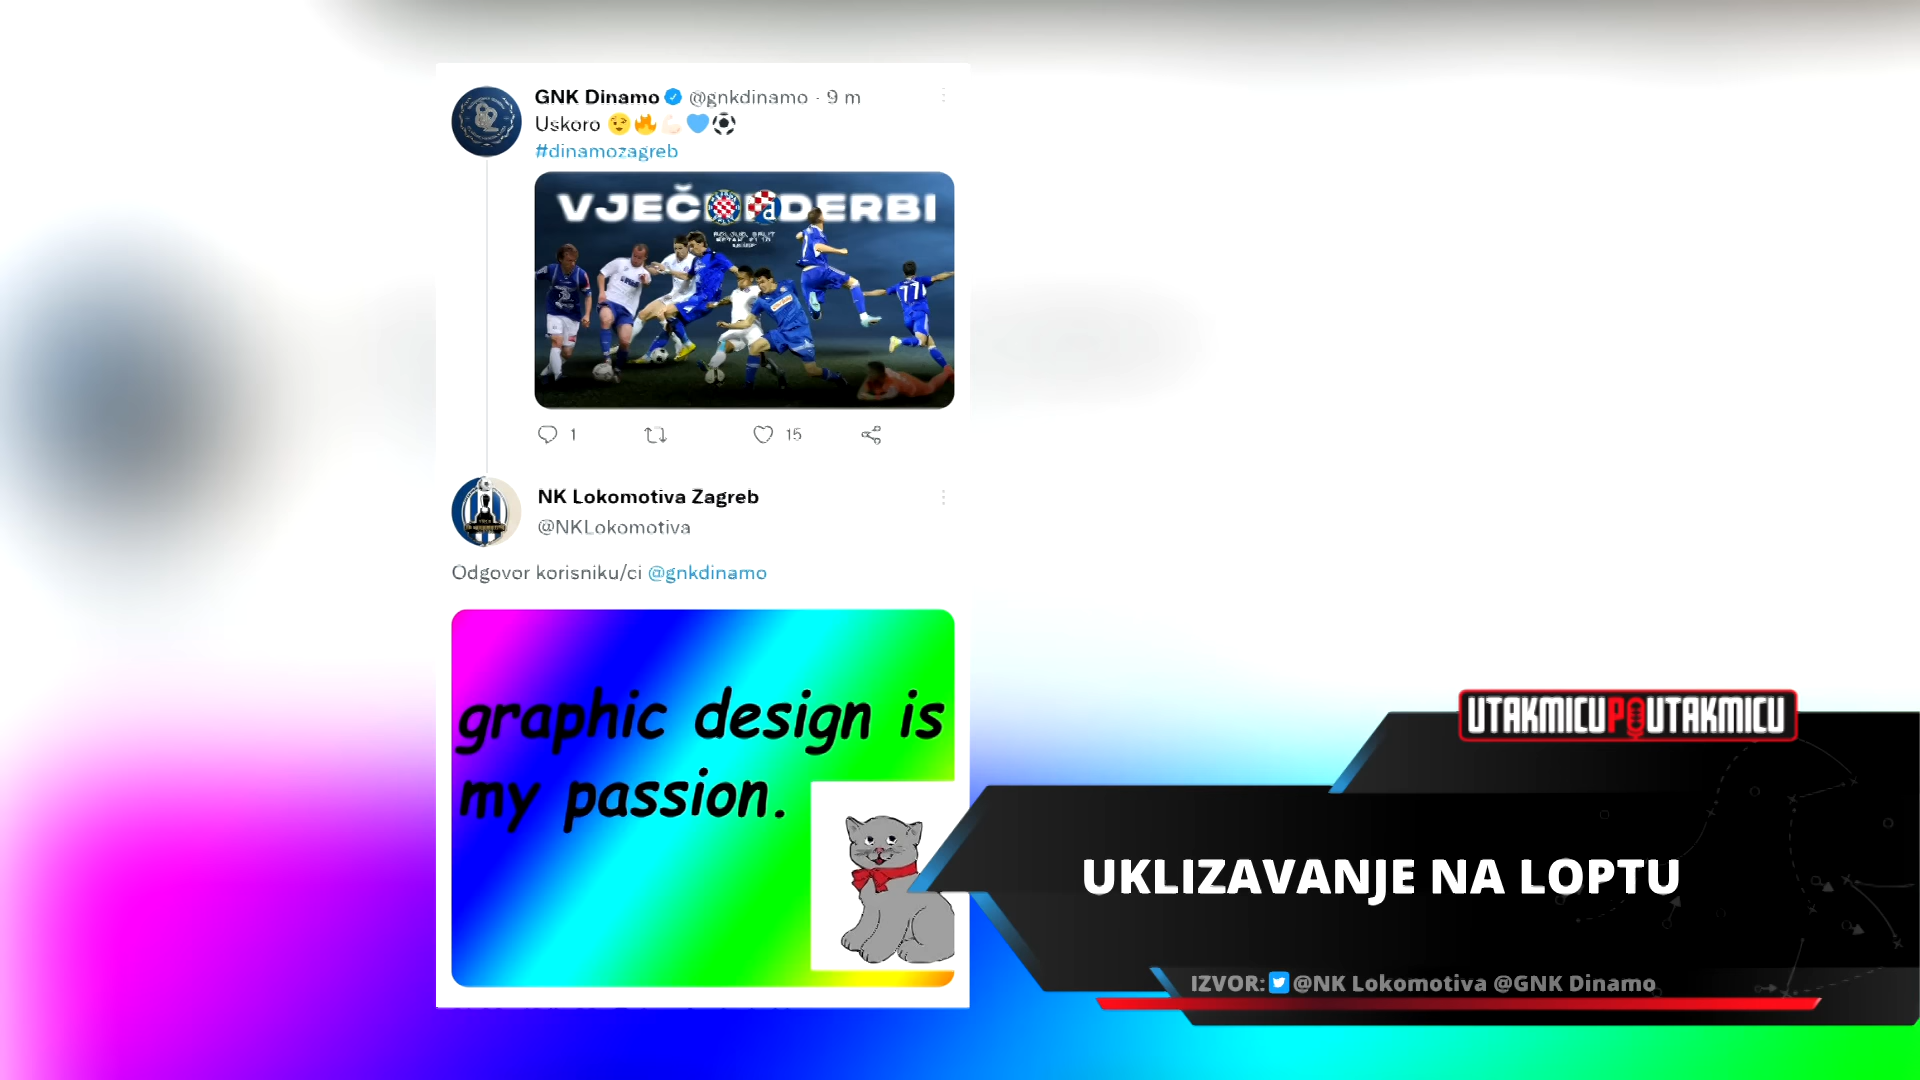 GNK Dinamo @gnkdinamo · 9 m
Uskoro 😉🔥💪🏻💙⚽
#dinamozagreb
VJEČNI DERBI
1 15
77
NK Lokomotiva Zagreb
@NKLokomotiva
Odgovor korisniku/ci @gnkdinamo
graphic design is
my passion.
UTAKMICU PO UTAKMICU
UKLIZAVANJE NA LOPTU
IZVOR: @NK Lokomotiva @GNK Dinamo